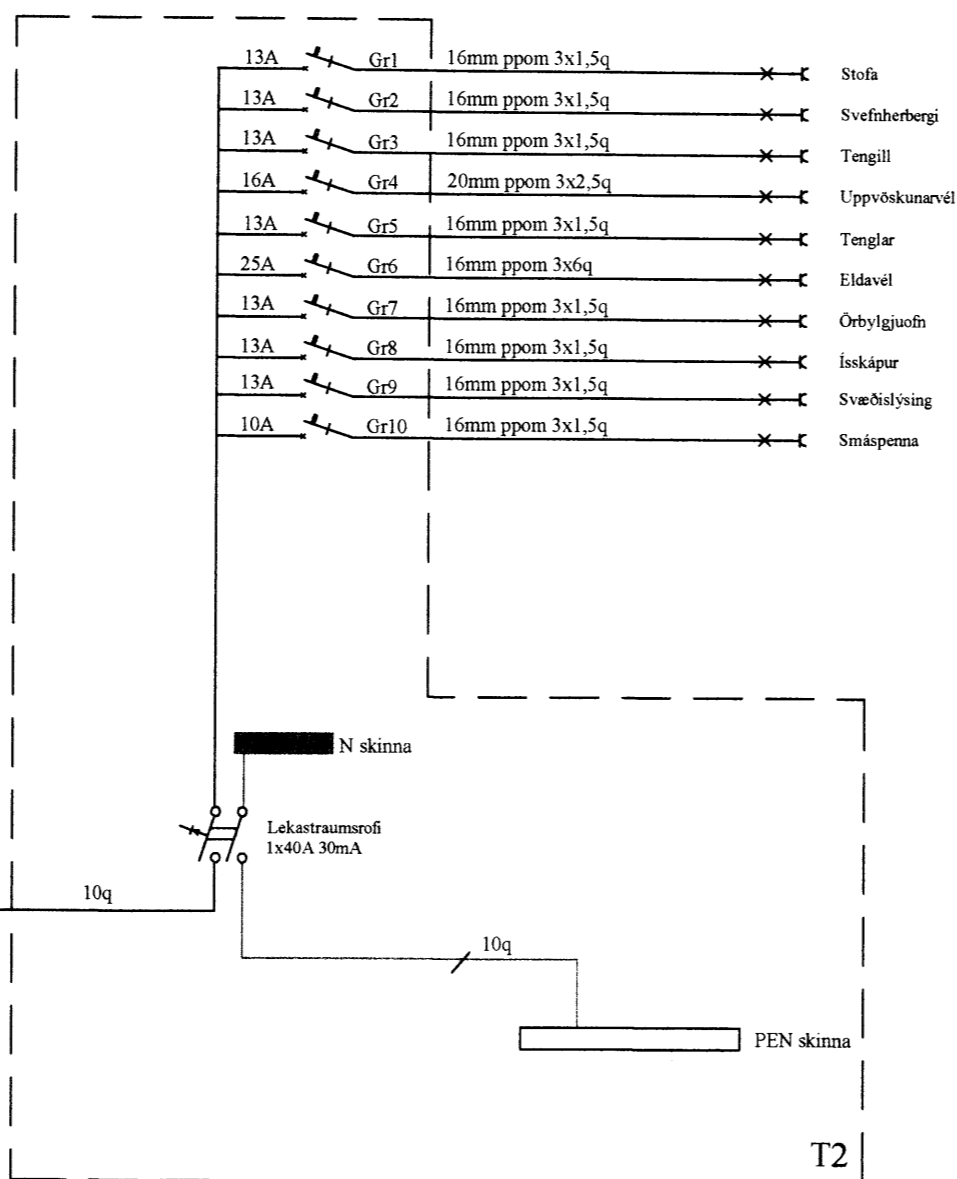 13A Gr1 16mm ppom 3x1,5q Stofa
13A Gr2 16mm ppom 3x1,5q Svefnherbergi
13A Gr3 16mm ppom 3x1,5q Tengill
16A Gr4 20mm ppom 3x2,5q Uppvöskunarvél
13A Gr5 16mm ppom 3x1,5q Tenglar
25A Gr6 16mm ppom 3x6q Eldavél
13A Gr7 16mm ppom 3x1,5q Örbylgjuofn
13A Gr8 16mm ppom 3x1,5q Ísskápur
13A Gr9 16mm ppom 3x1,5q Svæðislýsing
10A Gr10 16mm ppom 3x1,5q Smáspenna
N skinna
Lekastraumsrofi
1x40A 30mA
10q
10q
PEN skinna
T2